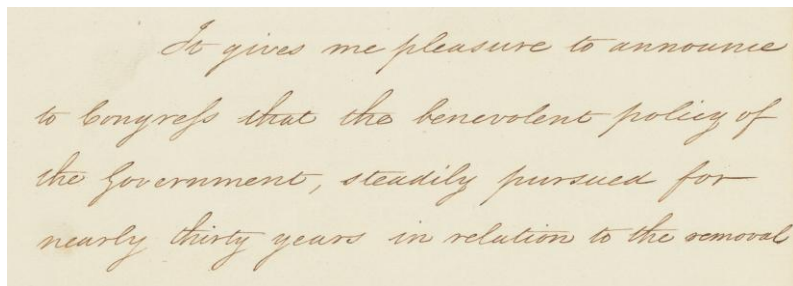 It gives me pleasure to announce
to Congress that the benevolent policy of
the Government, steadily pursued for
nearly thirty years in relation to the removal